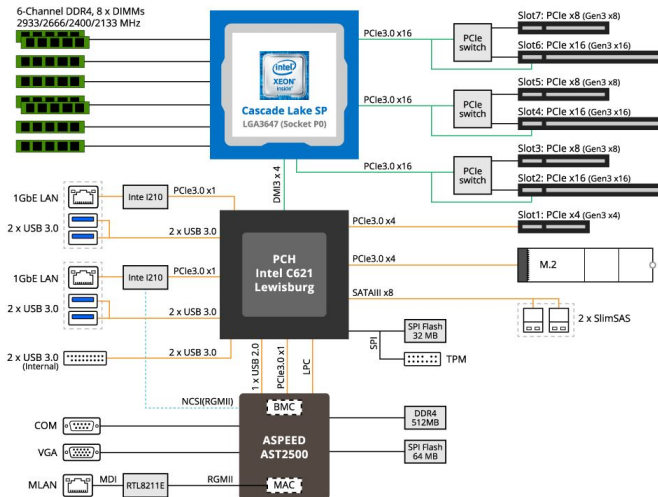 6-Channel DDR4, 8 x DIMMs
2933/2666/2400/2133 MHz
intel
XEON
inside
Cascade Lake SP
LGA3647 (Socket P0)
PCIe3.0 x16
PCIe
switch
Slot7: PCIe x8 (Gen3 x8)
Slot6: PCIe x16 (Gen3 x16)
PCIe3.0 x16
PCIe
switch
Slot5: PCIe x8 (Gen3 x8)
Slot4: PCIe x16 (Gen3 x16)
PCIe3.0 x16
PCIe
switch
Slot3: PCIe x8 (Gen3 x8)
Slot2: PCIe x16 (Gen3 x16)
DMI3 x 4
1GbE LAN
Inte I210
PCIe3.0 x1
2 x USB 3.0
2 x USB 3.0
1GbE LAN
Inte I210
PCIe3.0 x1
2 x USB 3.0
2 x USB 3.0
2 x USB 3.0
(Internal)
2 x USB 3.0
PCH
Intel C621
Lewisburg
PCIe3.0 x4
Slot1: PCIe x4 (Gen3 x4)
PCIe3.0 x4
M.2
SATAIII x8
2 x SlimSAS
SPI
SPI Flash
32 MB
TPM
1 x USB 2.0
PCIe3.0 x1
LPC
NCSI(RGMII)
BMC
ASPEED
AST2500
MAC
COM
VGA
MLAN
MDI
RTL8211E
RGMII
DDR4
512MB
SPI Flash
64 MB